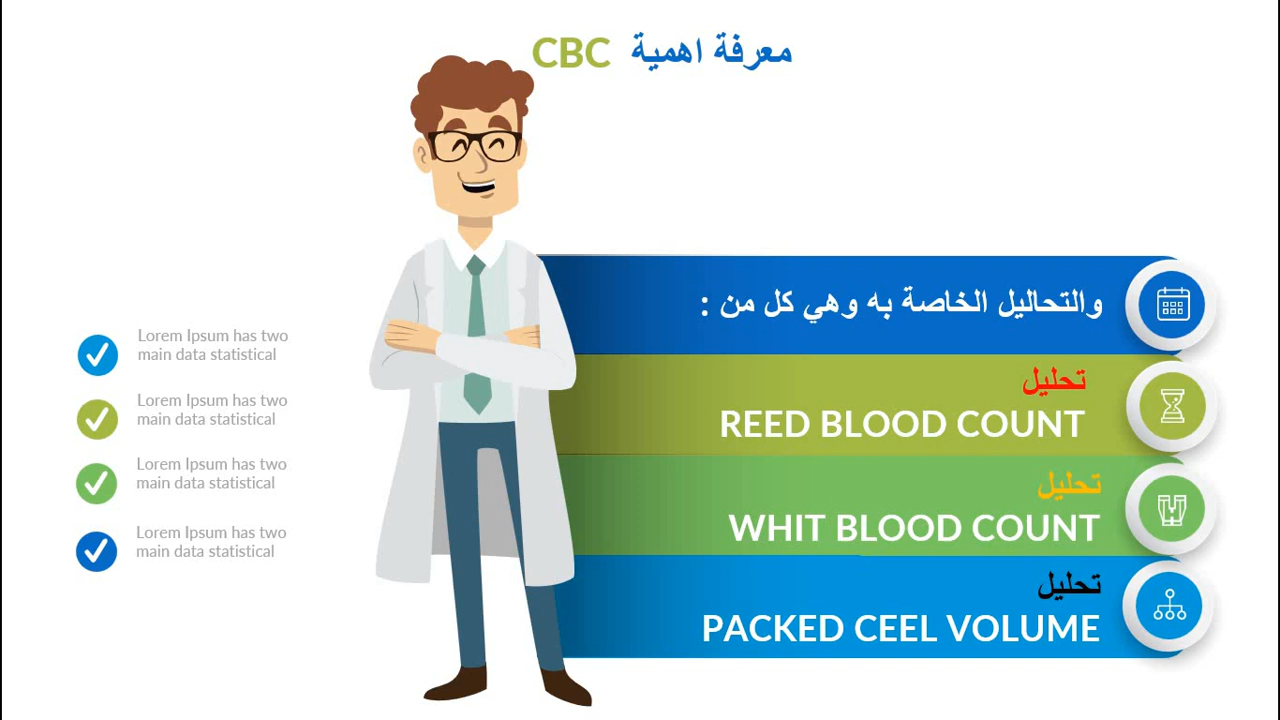 معرفة اهمية CBC
والتحاليل الخاصة به وهي كل من :
تحليل
REED BLOOD COUNT
تحليل
WHIT BLOOD COUNT
تحليل
PACKED CEEL VOLUME
Lorem Ipsum has two
main data statistical
Lorem Ipsum has two
main data statistical
Lorem Ipsum has two
main data statistical
Lorem Ipsum has two
main data statistical